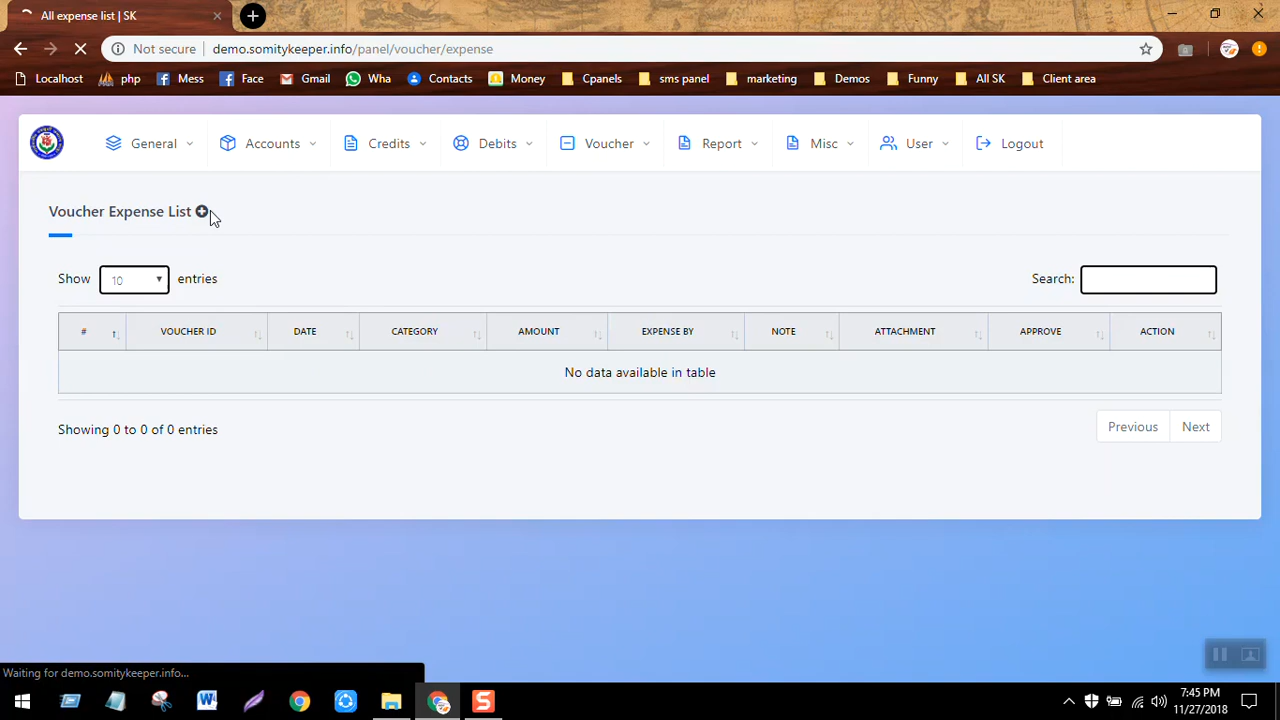 All expense list | SK
Not secure demo.somitykeeper.info/panel/voucher/expense
Localhost php Mess Face Gmail Wha Contacts Money Cpanels sms panel marketing Demos Funny All SK Client area
General Accounts Credits Debits Voucher Report Misc User Logout
Voucher Expense List
Show 10 entries Search:
# VOUCHER ID DATE CATEGORY AMOUNT EXPENSE BY NOTE ATTACHMENT APPROVE ACTION
No data available in table
Showing 0 to 0 of 0 entries Previous Next
Waiting for demo.somitykeeper.info...
7:45 PM
11/27/2018